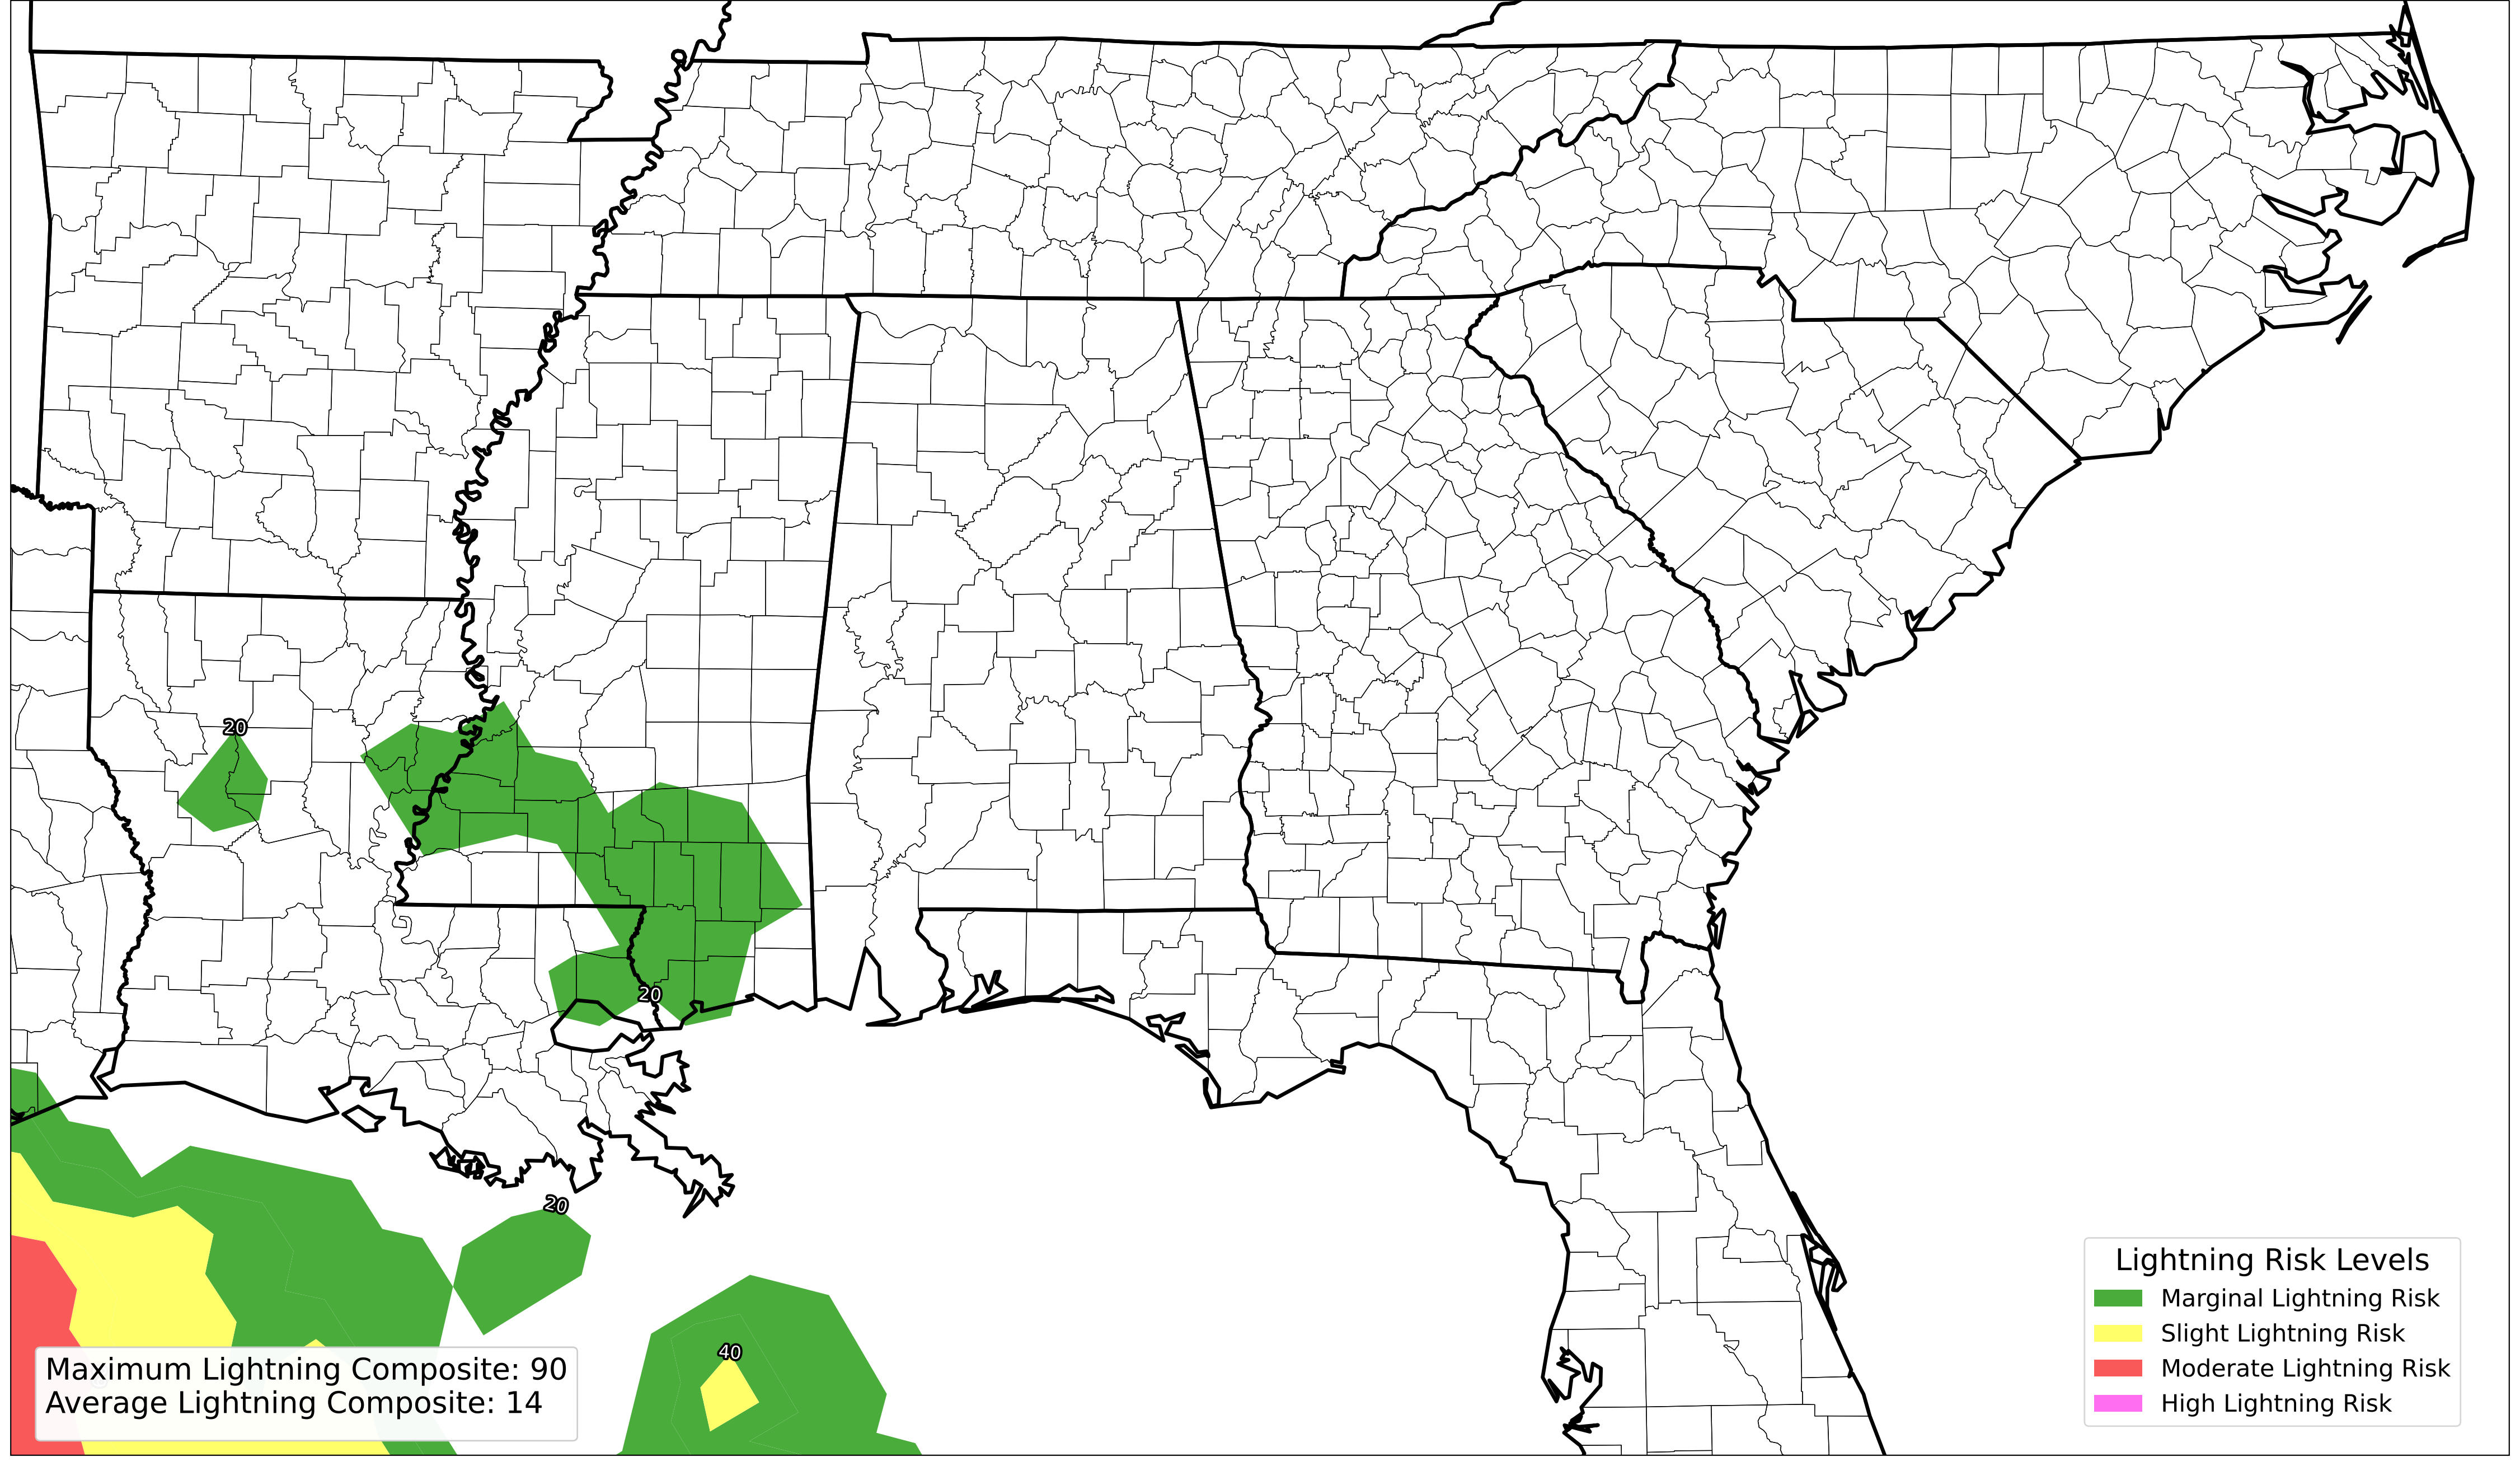 20
20
20
40
Maximum Lightning Composite: 90
Average Lightning Composite: 14
Lightning Risk Levels
Marginal Lightning Risk
Slight Lightning Risk
Moderate Lightning Risk
High Lightning Risk